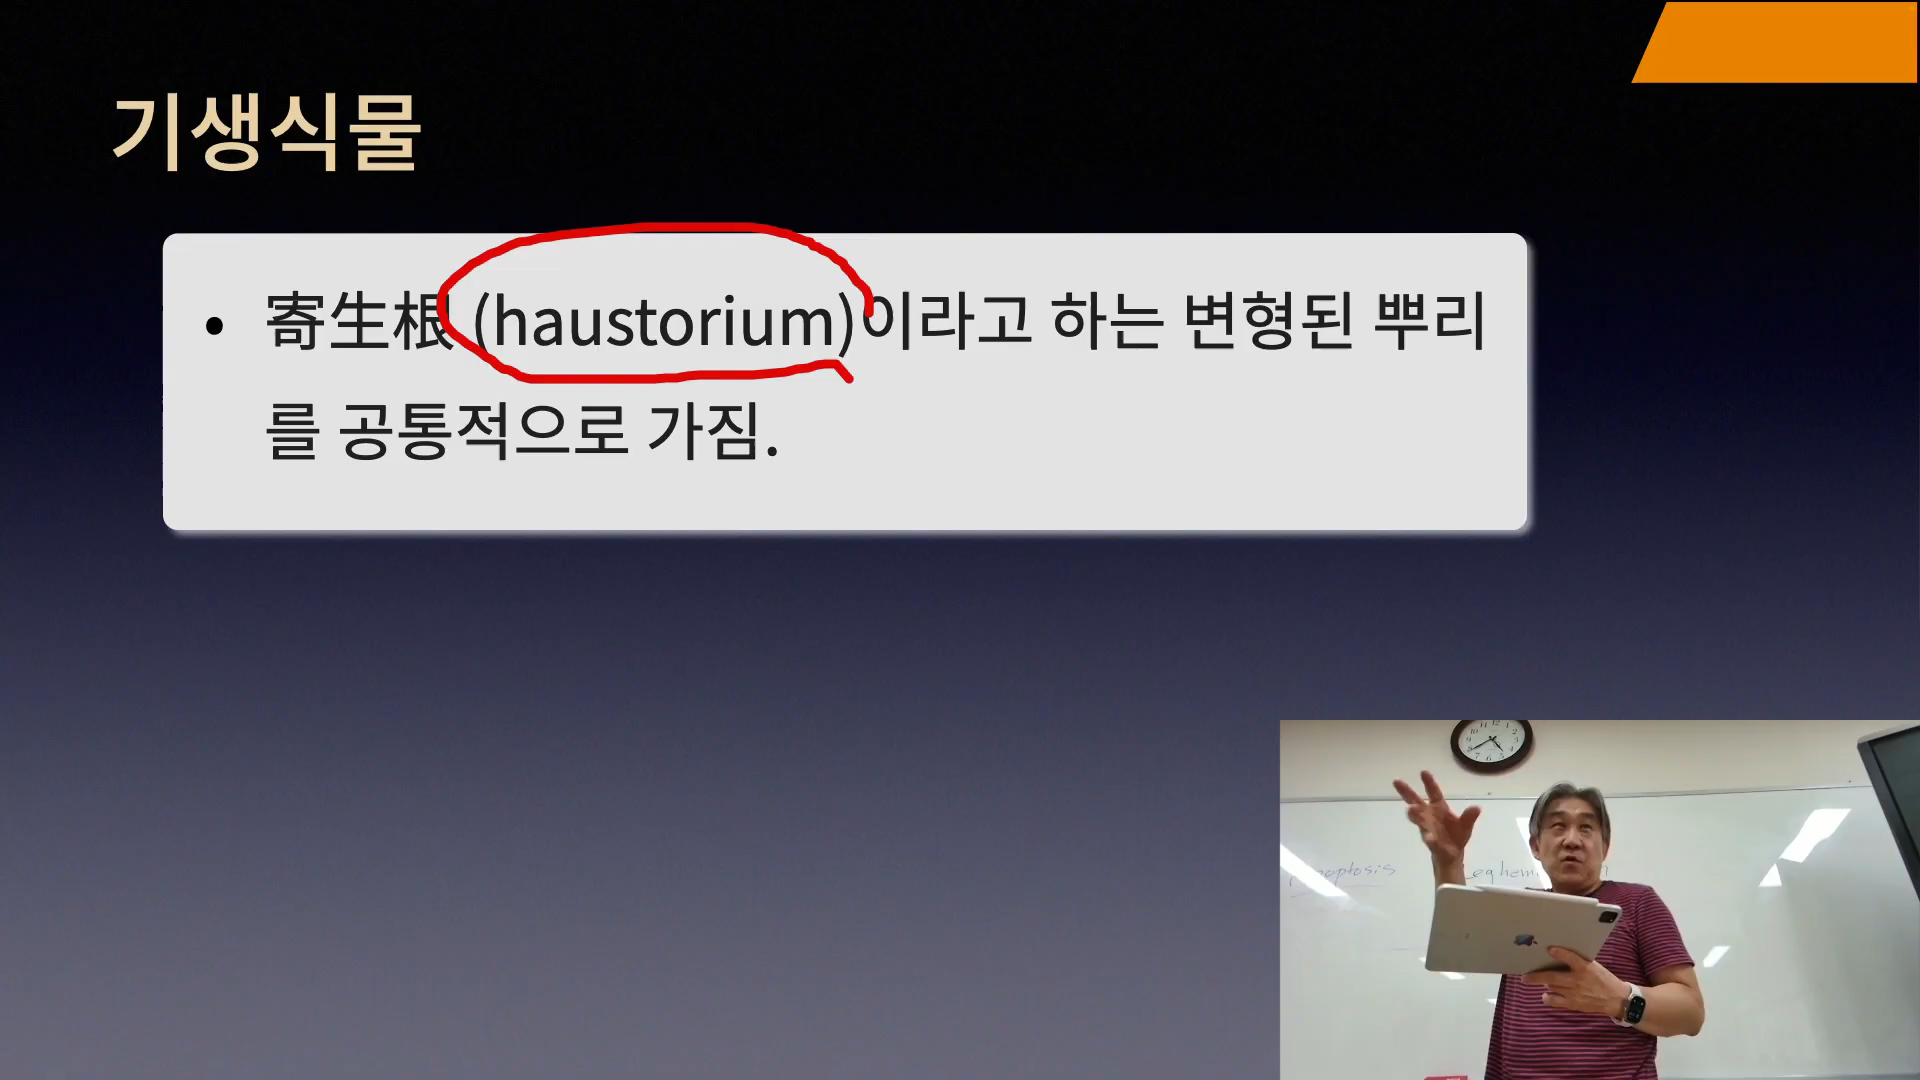 기생식물
• 寄生根 (haustorium)이라고 하는 변형된 뿌리
를 공통적으로 가짐.